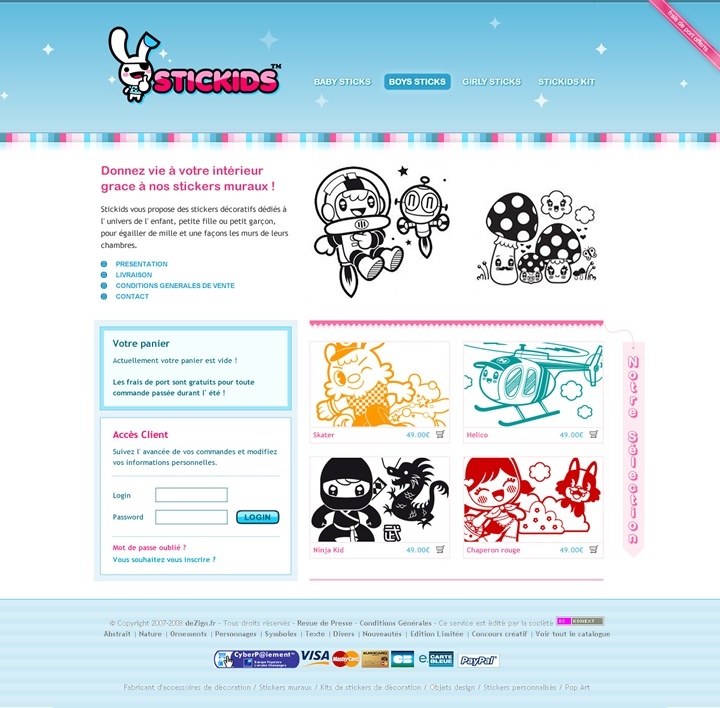 frais de port offerts
STICKIDS™
BABY STICKS BOYS STICKS GIRLY STICKS STICKIDS KIT
Donnez vie à votre intérieur
grace à nos stickers muraux !
Stickids vous propose des stickers décoratifs dédiés à
l' univers de l' enfant, petite fille ou petit garçon,
pour égailler de mille et une façons les murs de leurs
chambres.
PRESENTATION
LIVRAISON
CONDITIONS GENERALES DE VENTE
CONTACT
Votre panier
Actuellement votre panier est vide !
Les frais de port sont gratuits pour toute
commande passée durant l' été !
Accès Client
Suivez l' avancée de vos commandes et modifiez
vos informations personnelles.
Login
Password LOGIN
Mot de passe oublié ?
Vous souhaitez vous inscrire ?
Skater 49.00€
Helico 49.00€
Ninja Kid 49.00€
Chaperon rouge 49.00€
Notre Sélection
© Copyright 2007-2008 deZign.fr - Tous droits réservés - Revue de Presse - Conditions Générales - Ce service est édité par la société DE KONEXT
Abstrait | Nature | Ornements | Personnages | Symboles | Texte | Divers | Nouveautés | Edition Limitée | Concours créatif | Voir tout le catalogue
CyberP@iement™ VISA MasterCard CB e-CARTE BLEUE PayPal
Fabricant d'accessoires de décoration / Stickers muraux / Kits de stickers de décoration / Objets design / Stickers personnalisés / Pop Art